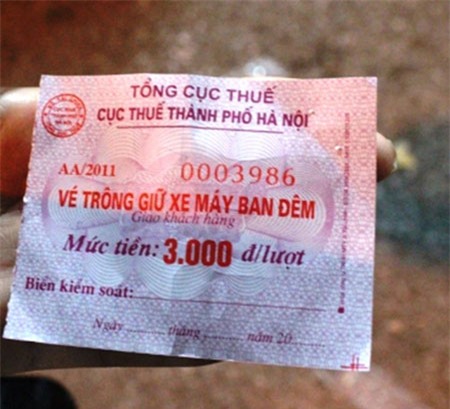 TỔNG CỤC THUẾ
CỤC THUẾ THÀNH PHỐ HÀ NỘI
AA/2011 0003986
VÉ TRÔNG GIỮ XE MÁY BAN ĐÊM
Giao khách hàng
Mức tiền: 3.000 đ/lượt
Biển kiểm soát:
Ngày ........ tháng ........... năm 20 ......